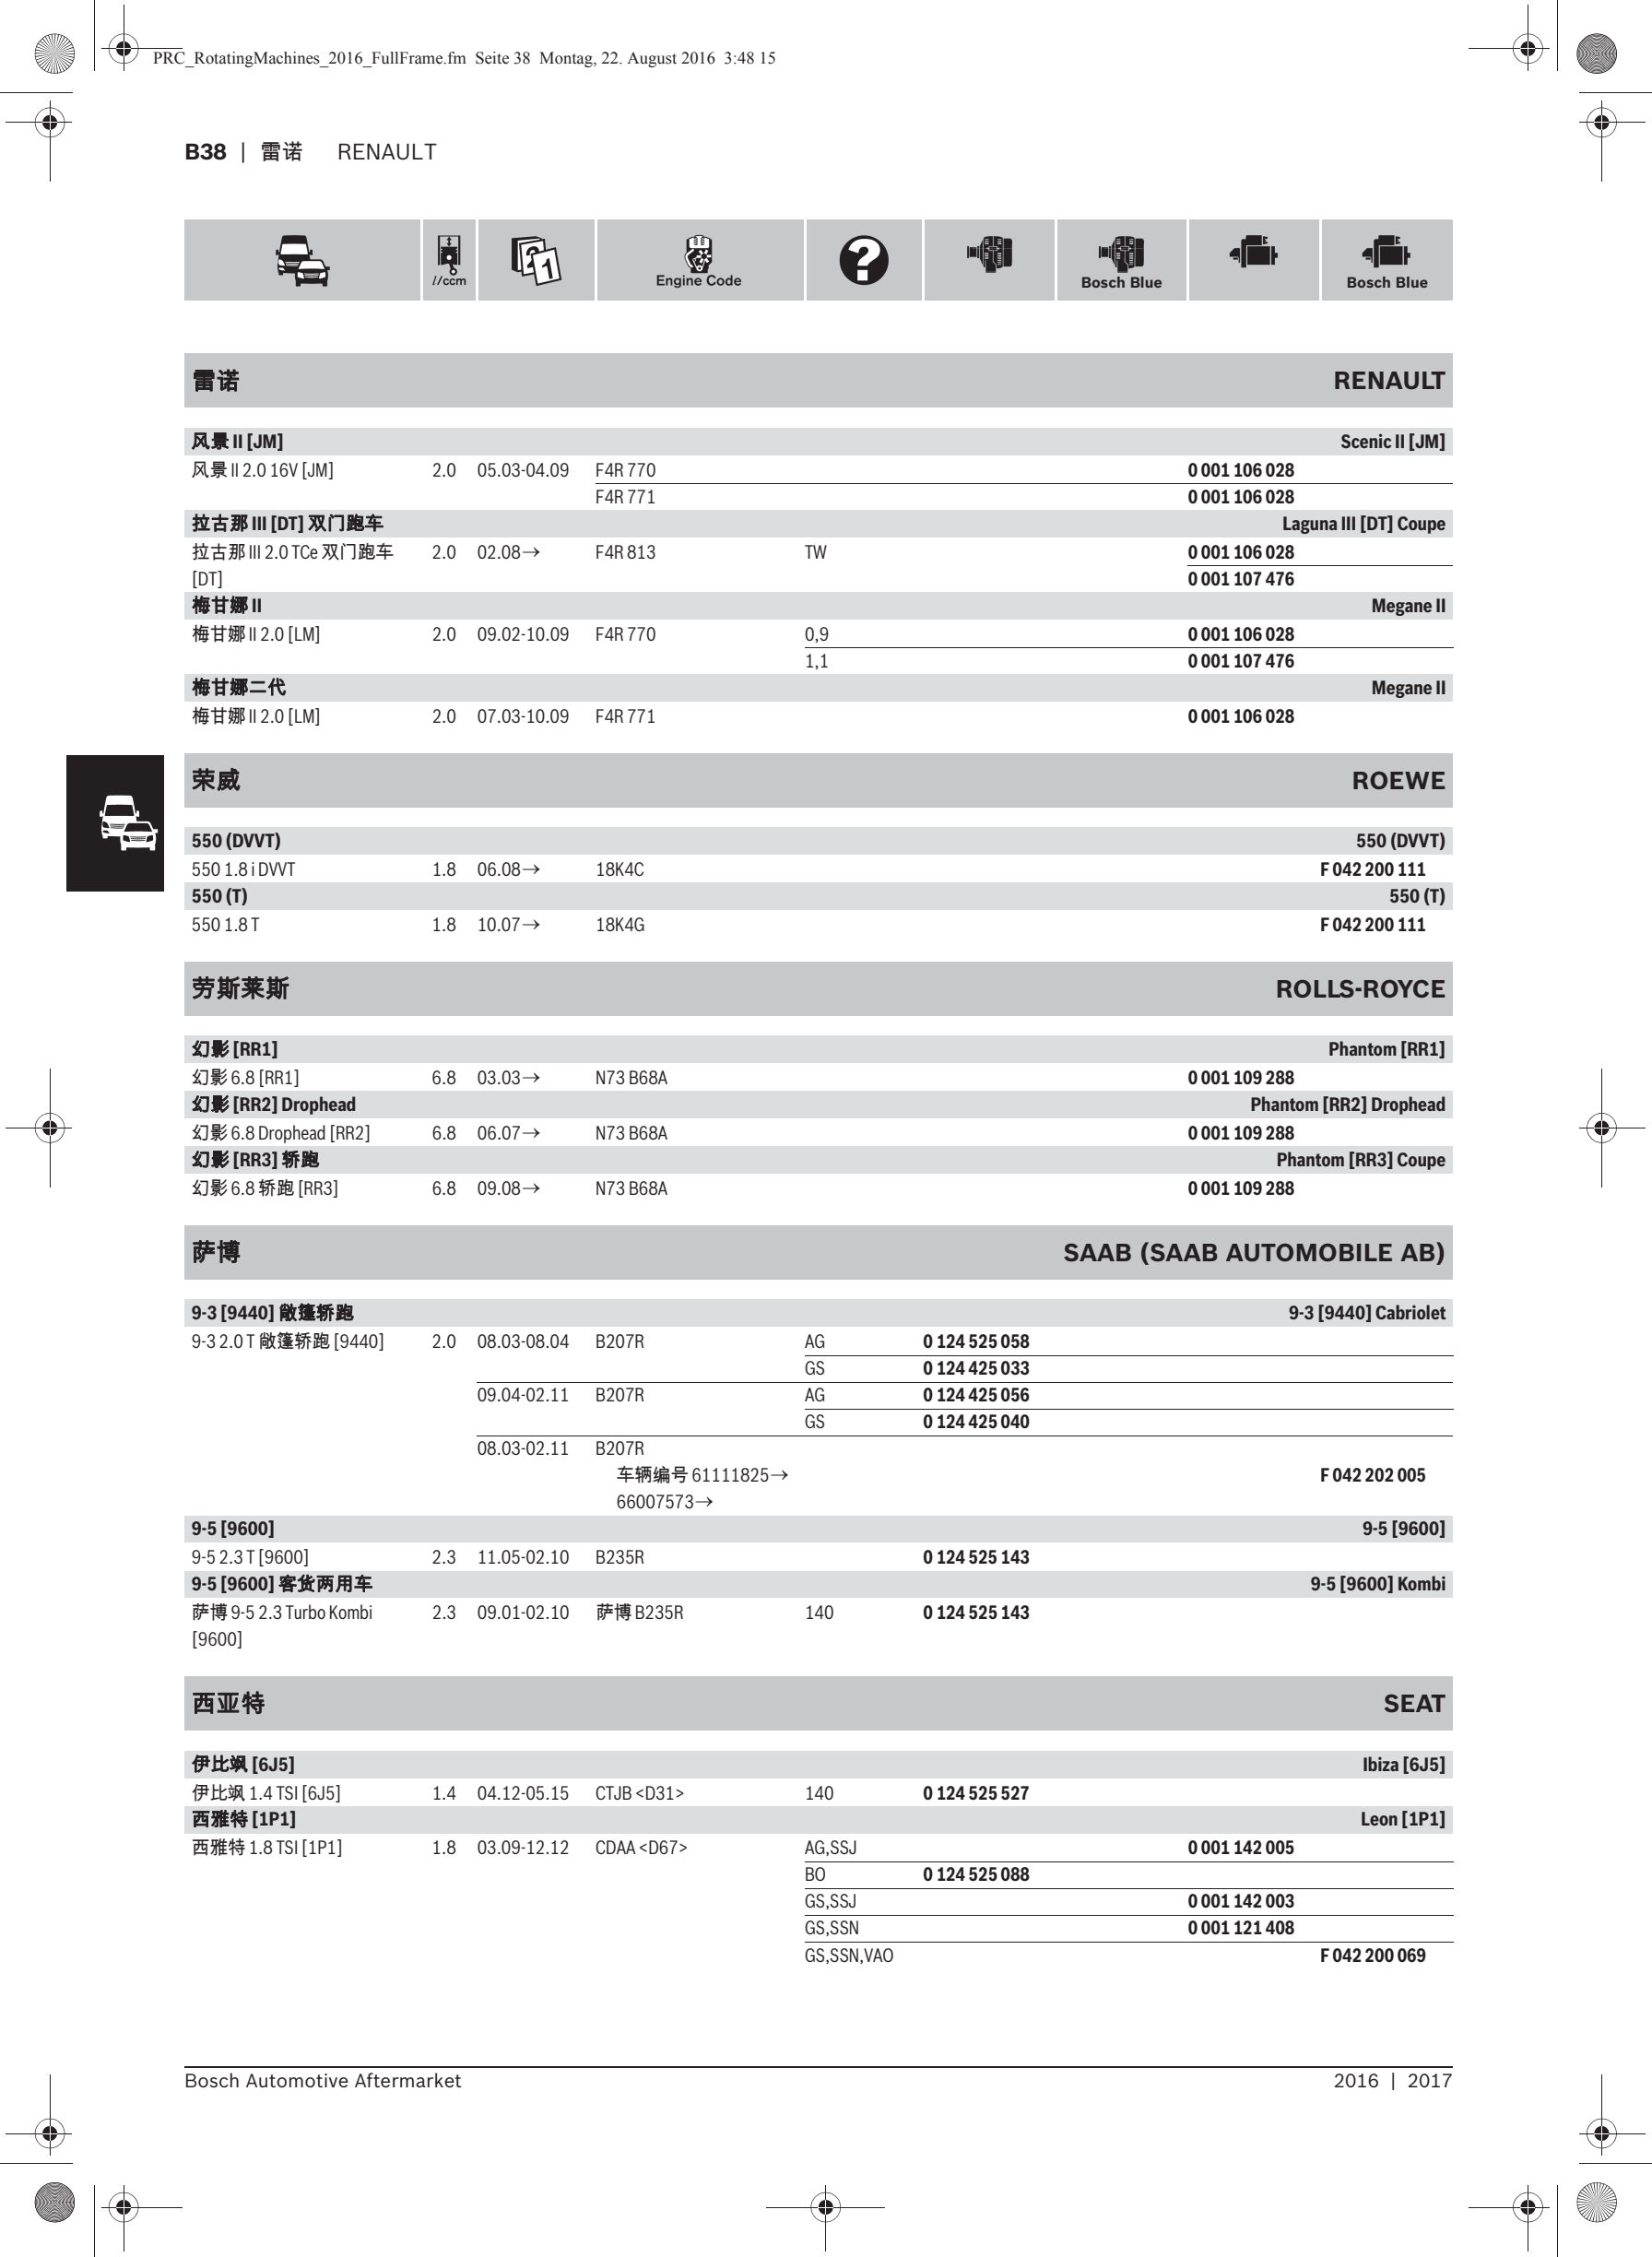 PRC_RotatingMachines_2016_FullFrame.fm Seite 38 Montag, 22. August 2016 3:48 15
B38 | 雷诺 RENAULT
l/ccm Engine Code Bosch Blue Bosch Blue
雷诺 RENAULT
风景 II [JM] Scenic II [JM]
风景 II 2.0 16V [JM] 2.0 05.03-04.09 F4R 770 0 001 106 028
F4R 771 0 001 106 028
拉古那 III [DT] 双门跑车 Laguna III [DT] Coupe
拉古那 III 2.0 TCe 双门跑车 2.0 02.08→ F4R 813 TW 0 001 106 028
[DT] 0 001 107 476
梅甘娜 II Megane II
梅甘娜 II 2.0 [LM] 2.0 09.02-10.09 F4R 770 0,9 0 001 106 028
1,1 0 001 107 476
梅甘娜二代 Megane II
梅甘娜 II 2.0 [LM] 2.0 07.03-10.09 F4R 771 0 001 106 028
荣威 ROEWE
550 (DVVT) 550 (DVVT)
550 1.8 i DVVT 1.8 06.08→ 18K4C F 042 200 111
550 (T) 550 (T)
550 1.8 T 1.8 10.07→ 18K4G F 042 200 111
劳斯莱斯 ROLLS-ROYCE
幻影 [RR1] Phantom [RR1]
幻影 6.8 [RR1] 6.8 03.03→ N73 B68A 0 001 109 288
幻影 [RR2] Drophead Phantom [RR2] Drophead
幻影 6.8 Drophead [RR2] 6.8 06.07→ N73 B68A 0 001 109 288
幻影 [RR3] 轿跑 Phantom [RR3] Coupe
幻影 6.8 轿跑 [RR3] 6.8 09.08→ N73 B68A 0 001 109 288
萨博 SAAB (SAAB AUTOMOBILE AB)
9-3 [9440] 敞篷轿跑 9-3 [9440] Cabriolet
9-3 2.0 T 敞篷轿跑 [9440] 2.0 08.03-08.04 B207R AG 0 124 525 058
GS 0 124 425 033
09.04-02.11 B207R AG 0 124 425 056
GS 0 124 425 040
08.03-02.11 B207R
车辆编号 61111825→ F 042 202 005
66007573→
9-5 [9600] 9-5 [9600]
9-5 2.3 T [9600] 2.3 11.05-02.10 B235R 0 124 525 143
9-5 [9600] 客货两用车 9-5 [9600] Kombi
萨博 9-5 2.3 Turbo Kombi 2.3 09.01-02.10 萨博 B235R 140 0 124 525 143
[9600]
西亚特 SEAT
伊比飒 [6J5] Ibiza [6J5]
伊比飒 1.4 TSI [6J5] 1.4 04.12-05.15 CTJB <D31> 140 0 124 525 527
西雅特 [1P1] Leon [1P1]
西雅特 1.8 TSI [1P1] 1.8 03.09-12.12 CDAA <D67> AG,SSJ 0 001 142 005
BO 0 124 525 088
GS,SSJ 0 001 142 003
GS,SSN 0 001 121 408
GS,SSN,VAO F 042 200 069
Bosch Automotive Aftermarket 2016 | 2017